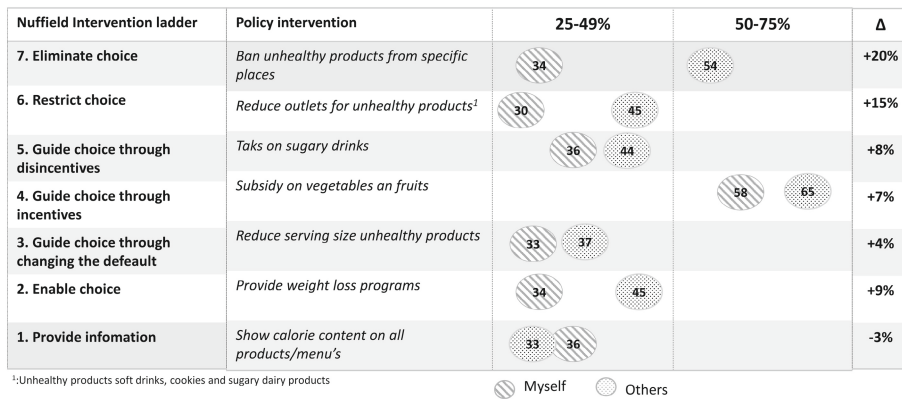 Nuffield Intervention ladder Policy intervention 25-49% 50-75% Δ
7. Eliminate choice Ban unhealthy products from specific
places 34 54 +20%
6. Restrict choice Reduce outlets for unhealthy products1 30 45 +15%
5. Guide choice through
disincentives Taks on sugary drinks 36 44 +8%
4. Guide choice through
incentives Subsidy on vegetables an fruits 58 65 +7%
3. Guide choice through
changing the defeault Reduce serving size unhealthy products 33 37 +4%
2. Enable choice Provide weight loss programs 34 45 +9%
1. Provide infomation Show calorie content on all
products/menu's 33 36 -3%
1:Unhealthy products soft drinks, cookies and sugary dairy products
Myself Others